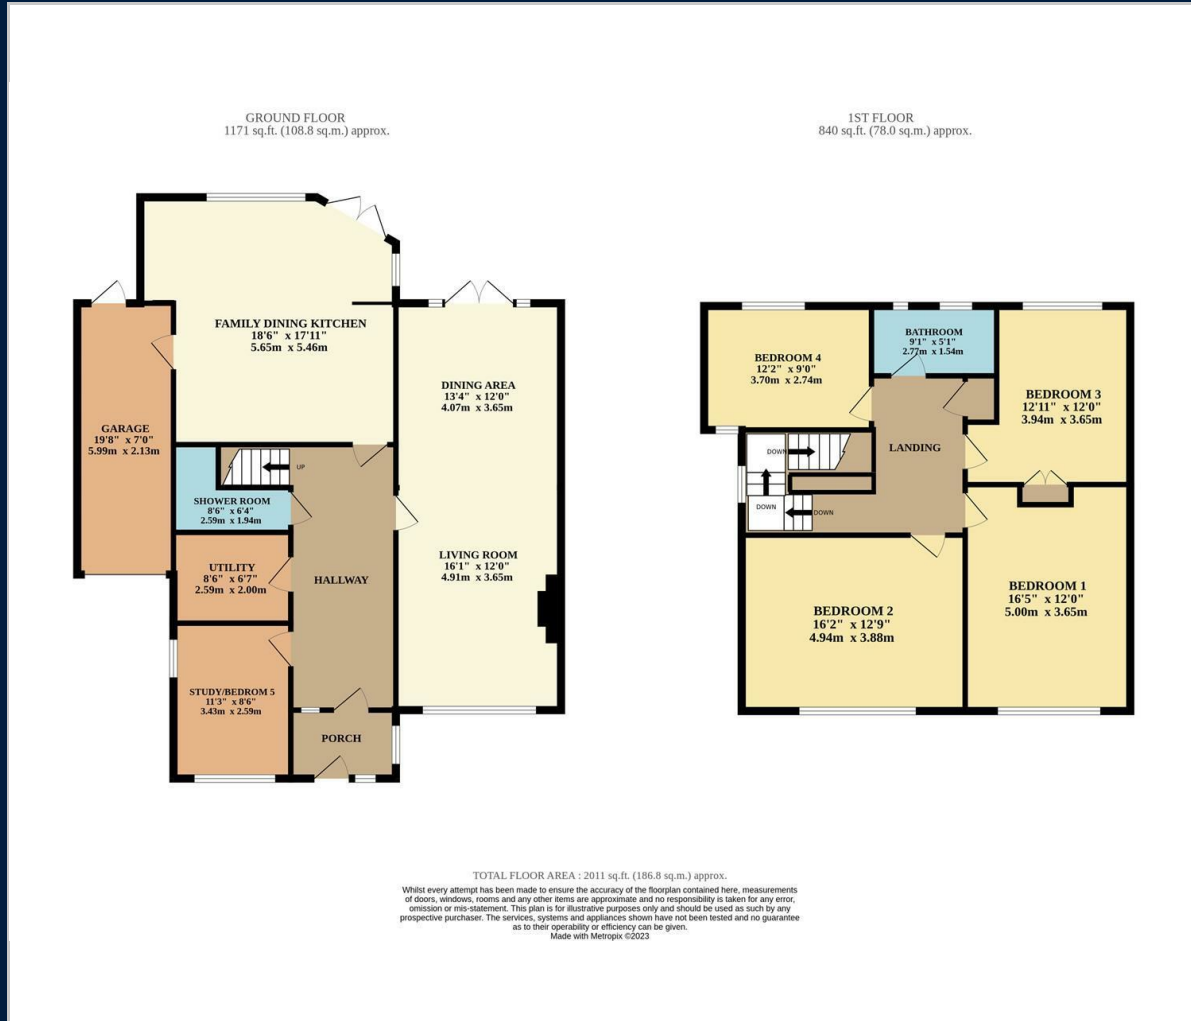 GROUND FLOOR
1171 sq.ft. (108.8 sq.m.) approx.
1ST FLOOR
840 sq.ft. (78.0 sq.m.) approx.
FAMILY DINING KITCHEN
18'6" x 17'11"
5.65m x 5.46m
DINING AREA
13'4" x 12'0"
4.07m x 3.65m
GARAGE
19'8" x 7'0"
5.99m x 2.13m
UP
SHOWER ROOM
8'6" x 6'4"
2.59m x 1.94m
UTILITY
8'6" x 6'7"
2.59m x 2.00m
HALLWAY
LIVING ROOM
16'1" x 12'0"
4.91m x 3.65m
STUDY/BEDROM 5
11'3" x 8'6"
3.43m x 2.59m
PORCH
BATHROOM
9'1" x 5'1"
2.77m x 1.54m
BEDROOM 4
12'2" x 9'0"
3.70m x 2.74m
BEDROOM 3
12'11" x 12'0"
3.94m x 3.65m
LANDING
DOWN
DOWN
DOWN
BEDROOM 2
16'2" x 12'9"
4.94m x 3.88m
BEDROOM 1
16'5" x 12'0"
5.00m x 3.65m
TOTAL FLOOR AREA : 2011 sq.ft. (186.8 sq.m.) approx.
Whilst every attempt has been made to ensure the accuracy of the floorplan contained here, measurements
of doors, windows, rooms and any other items are approximate and no responsibility is taken for any error,
omission or mis-statement. This plan is for illustrative purposes only and should be used as such by any
prospective purchaser. The services, systems and appliances shown have not been tested and no guarantee
as to their operability or efficiency can be given.
Made with Metropix ©2023